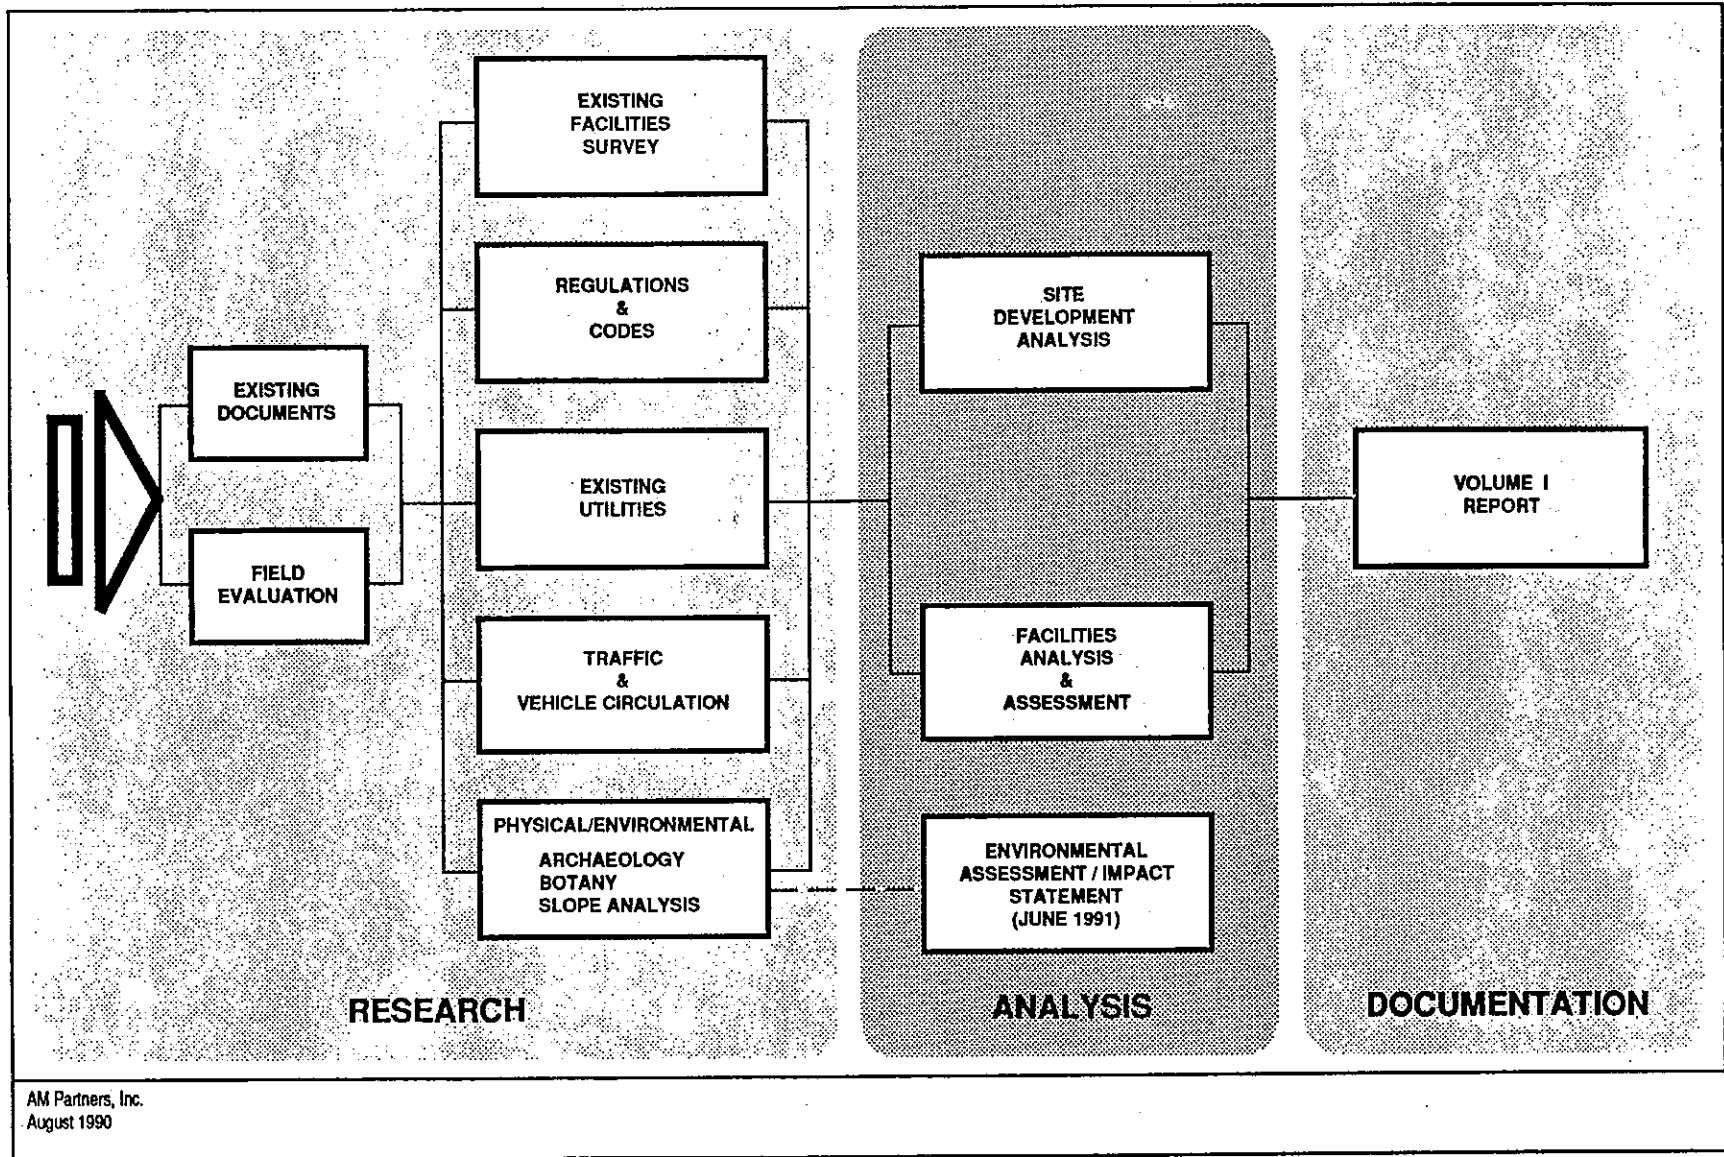 EXISTING
DOCUMENTS
FIELD
EVALUATION
EXISTING
FACILITIES
SURVEY
REGULATIONS
&
CODES
EXISTING
UTILITIES
TRAFFIC
&
VEHICLE CIRCULATION
PHYSICAL/ENVIRONMENTAL
ARCHAEOLOGY
BOTANY
SLOPE ANALYSIS
RESEARCH
SITE
DEVELOPMENT
ANALYSIS
FACILITIES
ANALYSIS
&
ASSESSMENT
ENVIRONMENTAL
ASSESSMENT / IMPACT
STATEMENT
(JUNE 1991)
ANALYSIS
VOLUME I
REPORT
DOCUMENTATION
AM Partners, Inc.
August 1990